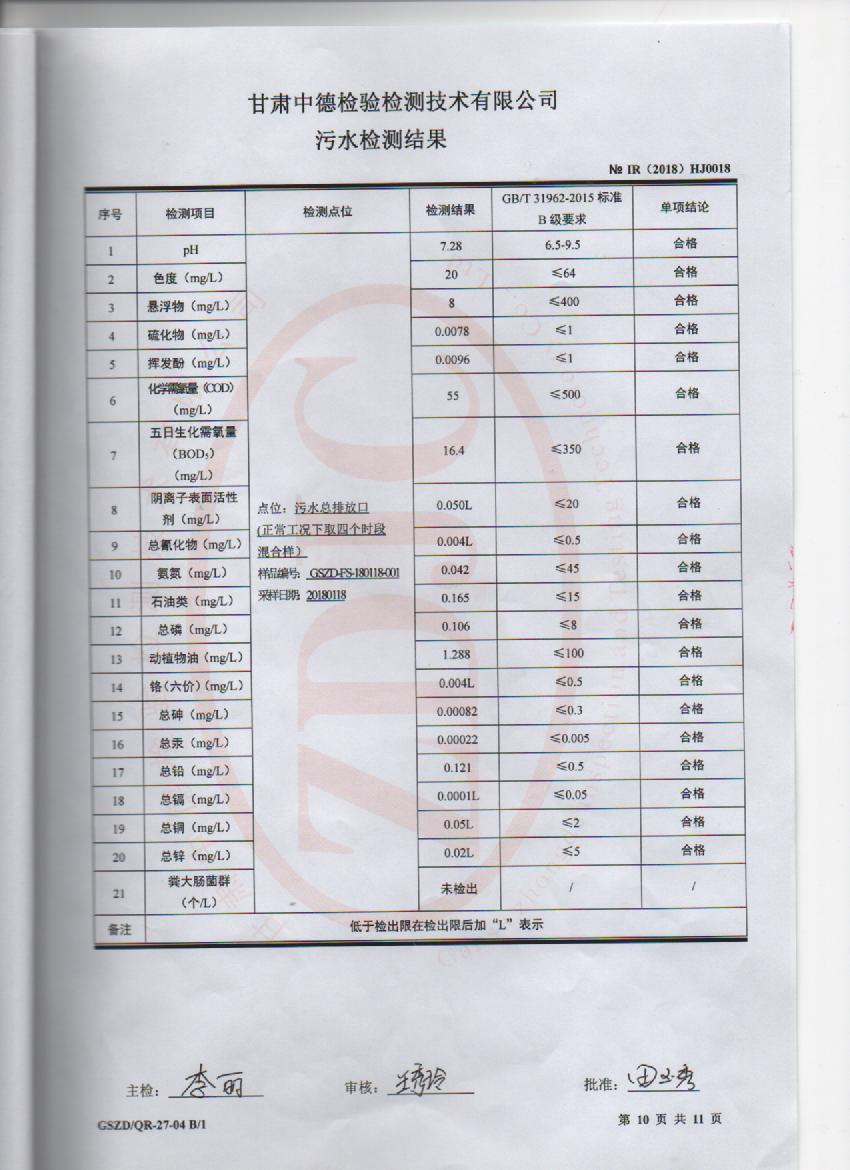 甘肃中德检验检测技术有限公司
污水检测结果
№ IR（2018）HJ0018
序号 检测项目 检测点位 检测结果 GB/T 31962-2015 标准 B 级要求 单项结论
1 pH 7.28 6.5-9.5 合格
2 色度（mg/L） 20 ≤64 合格
3 悬浮物（mg/L） 8 ≤400 合格
4 硫化物（mg/L） 0.0078 ≤1 合格
5 挥发酚（mg/L） 0.0096 ≤1 合格
6 化学需氧量（COD）（mg/L） 55 ≤500 合格
7 五日生化需氧量（BOD₅）（mg/L） 16.4 ≤350 合格
8 阴离子表面活性剂（mg/L） 0.050L ≤20 合格
点位：污水总排放口
(正常工况下取四个时段
混合样）
样品编号：GSZD-FS-180118-001
采样日期：20180118
9 总氰化物（mg/L） 0.004L ≤0.5 合格
10 氨氮（mg/L） 0.042 ≤45 合格
11 石油类（mg/L） 0.165 ≤15 合格
12 总磷（mg/L） 0.106 ≤8 合格
13 动植物油（mg/L） 1.288 ≤100 合格
14 铬（六价）（mg/L） 0.004L ≤0.5 合格
15 总砷（mg/L） 0.00082 ≤0.3 合格
16 总汞（mg/L） 0.00022 ≤0.005 合格
17 总铅（mg/L） 0.121 ≤0.5 合格
18 总镉（mg/L） 0.0001L ≤0.05 合格
19 总铜（mg/L） 0.05L ≤2 合格
20 总锌（mg/L） 0.02L ≤5 合格
21 粪大肠菌群（个/L） 未检出 / /
备注 低于检出限在检出限后加“L”表示
主检：李丽 审核：王秀玲 批准：
GSZD/QR-27-04 B/1 第 10 页 共 11 页